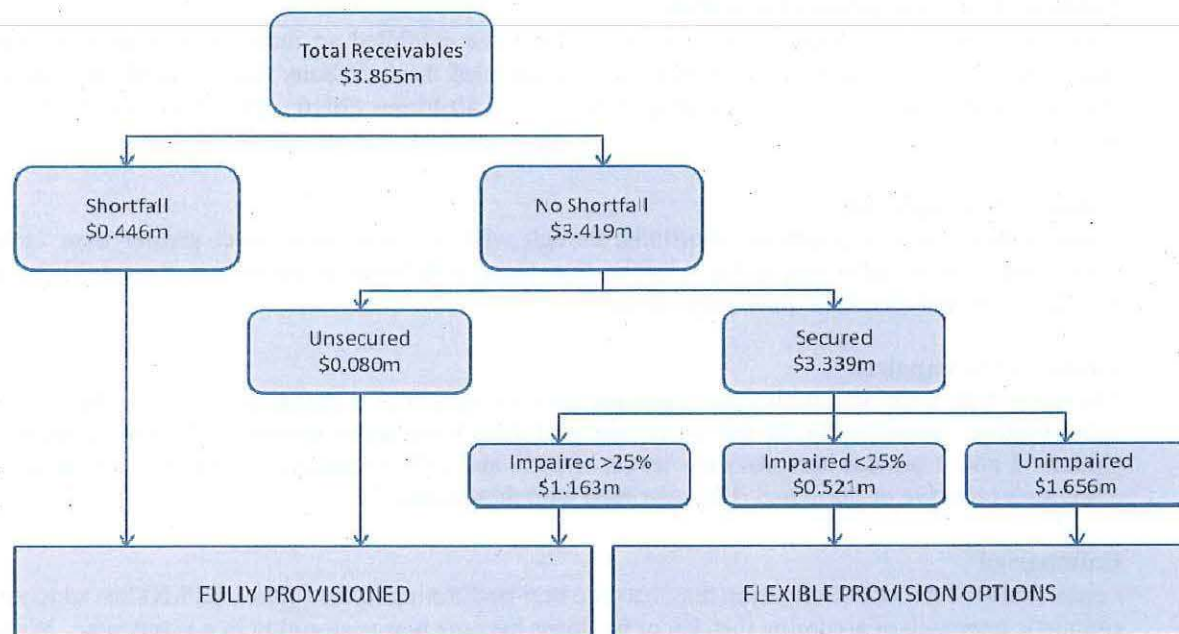 Total Receivables
$3.865m
Shortfall
$0.446m
No Shortfall
$3.419m
Unsecured
$0.080m
Secured
$3.339m
Impaired >25%
$1.163m
Impaired ≤25%
$0.521m
Unimpaired
$1.656m
FULLY PROVISIONED
FLEXIBLE PROVISION OPTIONS